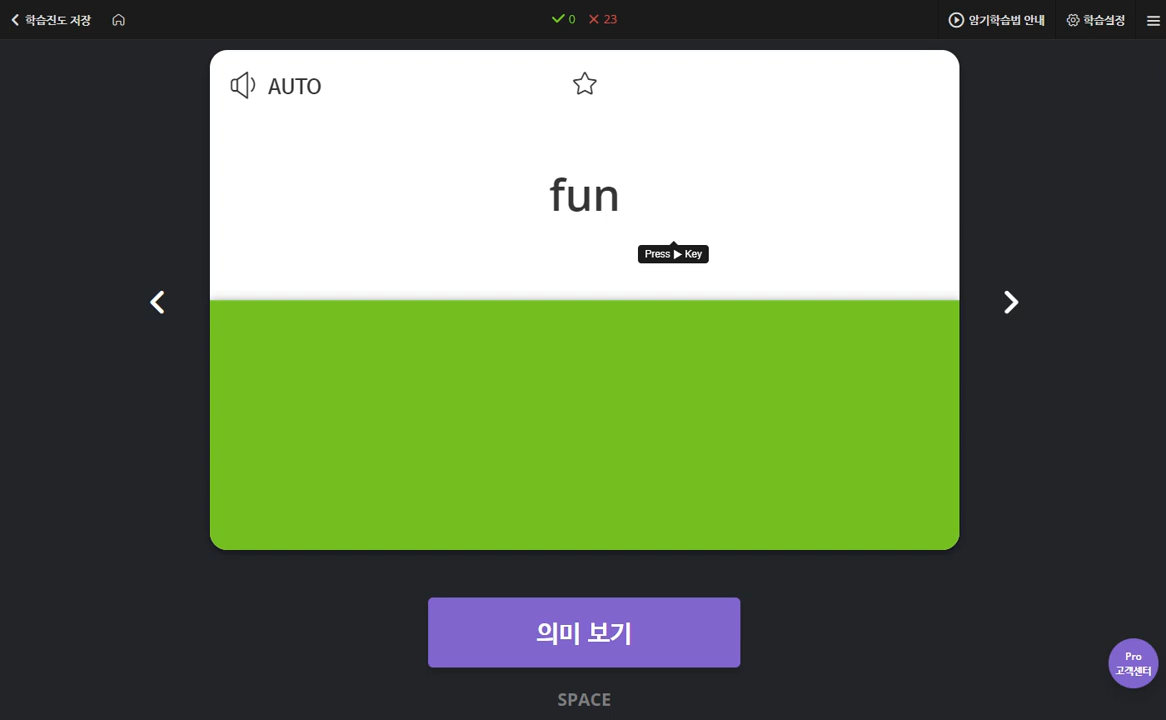 학습진도 저장
0 23
암기학습법 안내
학습설정
AUTO
fun
Press ▶ Key
의미 보기
SPACE
Pro
고객센터